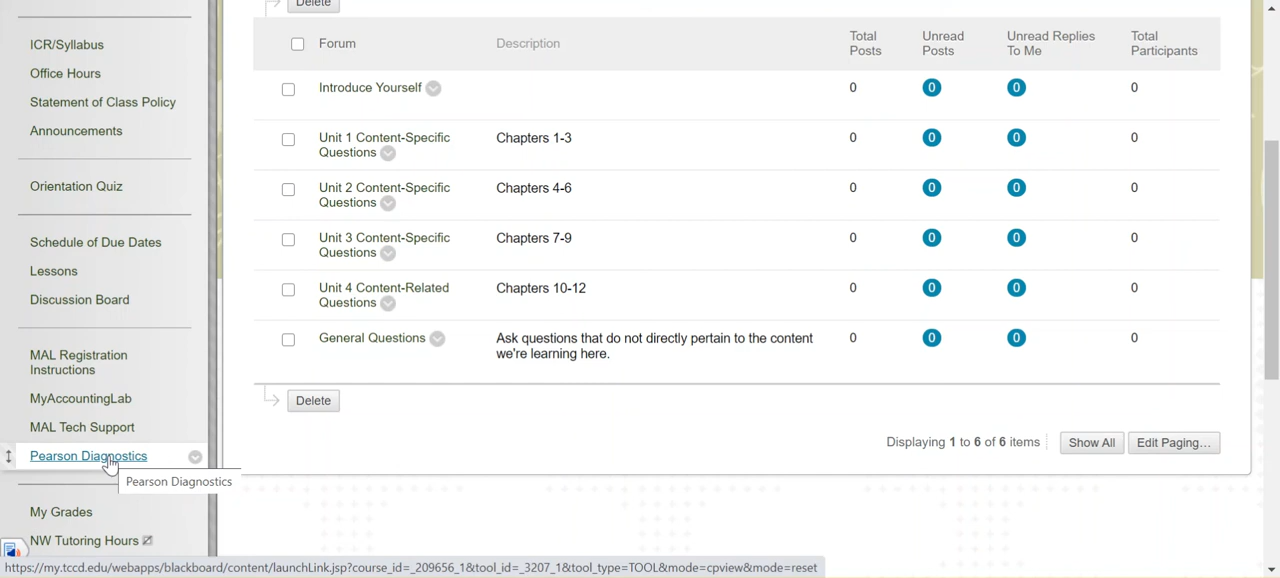 Delete
Forum Description Total Posts Unread Posts Unread Replies To Me Total Participants
Introduce Yourself 0 0 0 0
Unit 1 Content-Specific Questions Chapters 1-3 0 0 0 0
Unit 2 Content-Specific Questions Chapters 4-6 0 0 0 0
Unit 3 Content-Specific Questions Chapters 7-9 0 0 0 0
Unit 4 Content-Related Questions Chapters 10-12 0 0 0 0
General Questions Ask questions that do not directly pertain to the content we're learning here. 0 0 0 0
Delete
Displaying 1 to 6 of 6 items Show All Edit Paging...
ICR/Syllabus
Office Hours
Statement of Class Policy
Announcements
Orientation Quiz
Schedule of Due Dates
Lessons
Discussion Board
MAL Registration
Instructions
MyAccountingLab
MAL Tech Support
Pearson Diagnostics
Pearson Diagnostics
My Grades
NW Tutoring Hours
https://my.tccd.edu/webapps/blackboard/content/launchLink.jsp?course_id=_209656_1&tool_id=_3207_1&tool_type=TOOL&mode=cpview&mode=reset